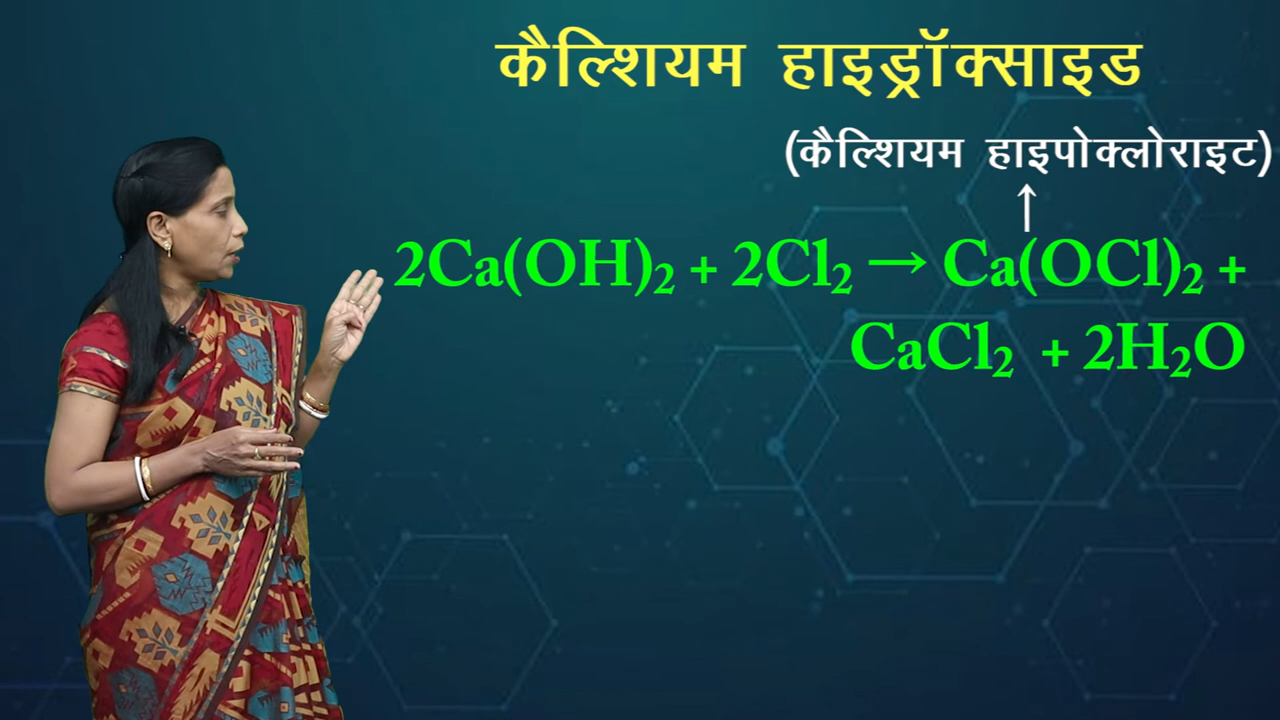 कैल्शियम हाइड्रॉक्साइड
(कैल्शियम हाइपोक्लोराइट)
↑
2Ca(OH)₂ + 2Cl₂ → Ca(OCl)₂ +
CaCl₂ + 2H₂O